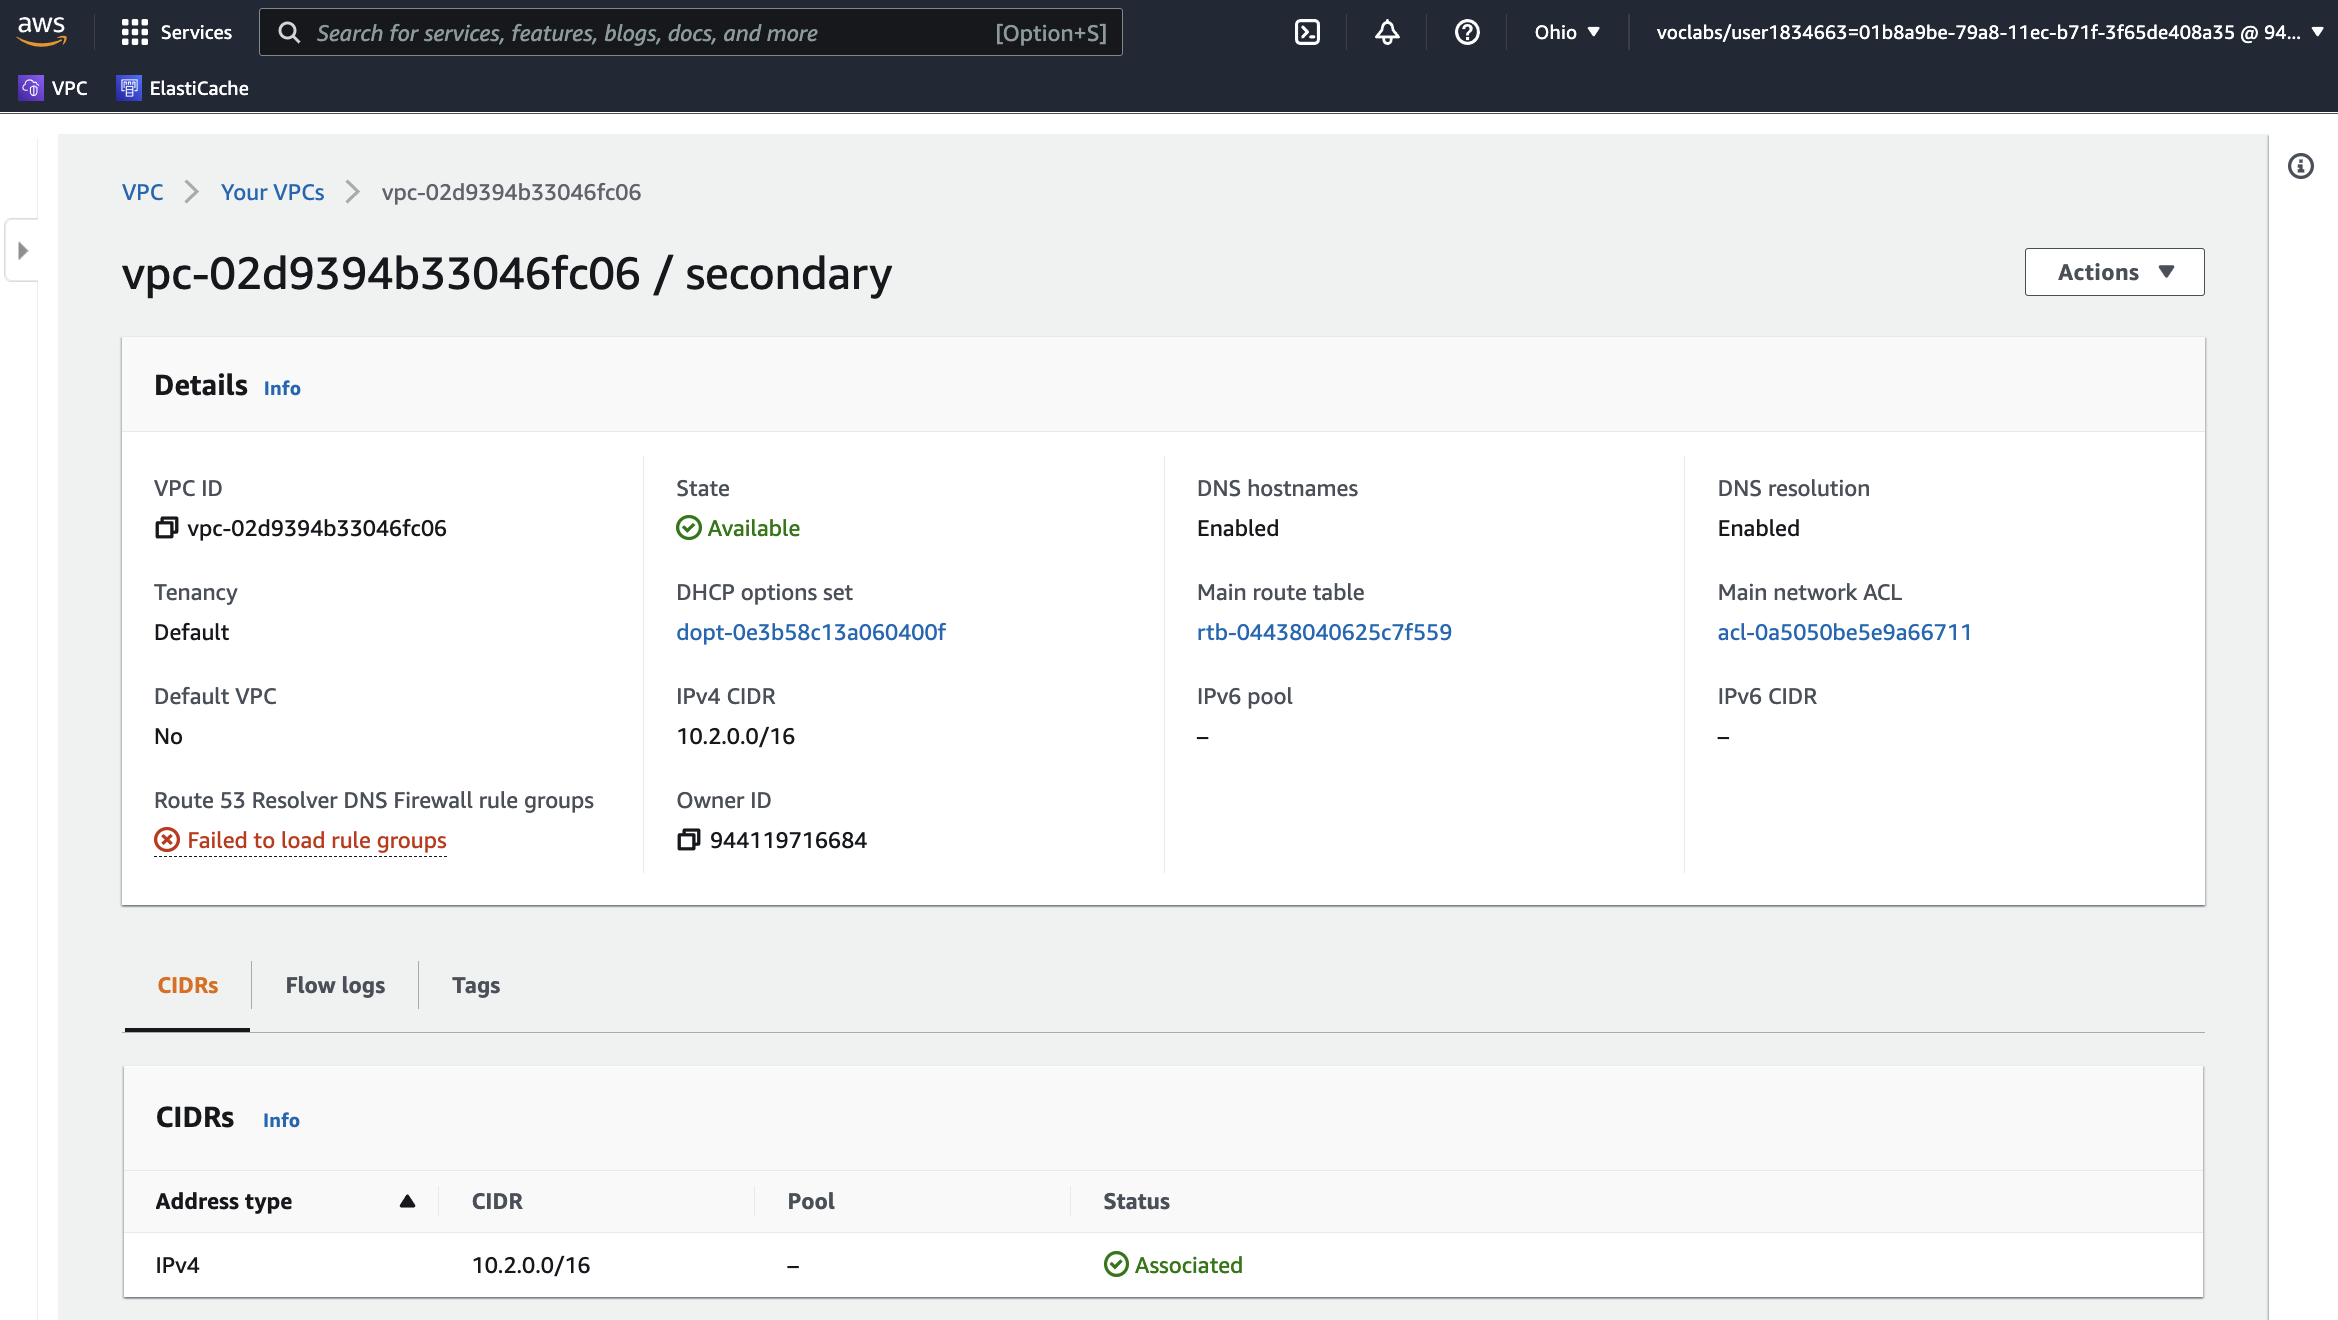 aws
Services
Search for services, features, blogs, docs, and more [Option+S]
Ohio
voclabs/user1834663=01b8a9be-79a8-11ec-b71f-3f65de408a35 @ 94...
VPC
ElastiCache
VPC
Your VPCs
vpc-02d9394b33046fc06
vpc-02d9394b33046fc06 / secondary
Actions
Details Info
VPC ID
vpc-02d9394b33046fc06
State
Available
DNS hostnames
Enabled
DNS resolution
Enabled
Tenancy
Default
DHCP options set
dopt-0e3b58c13a060400f
Main route table
rtb-04438040625c7f559
Main network ACL
acl-0a5050be5e9a66711
Default VPC
No
IPv4 CIDR
10.2.0.0/16
IPv6 pool
–
IPv6 CIDR
–
Route 53 Resolver DNS Firewall rule groups
Failed to load rule groups
Owner ID
944119716684
CIDRs
Flow logs
Tags
CIDRs Info
Address type CIDR Pool Status
IPv4 10.2.0.0/16 – Associated